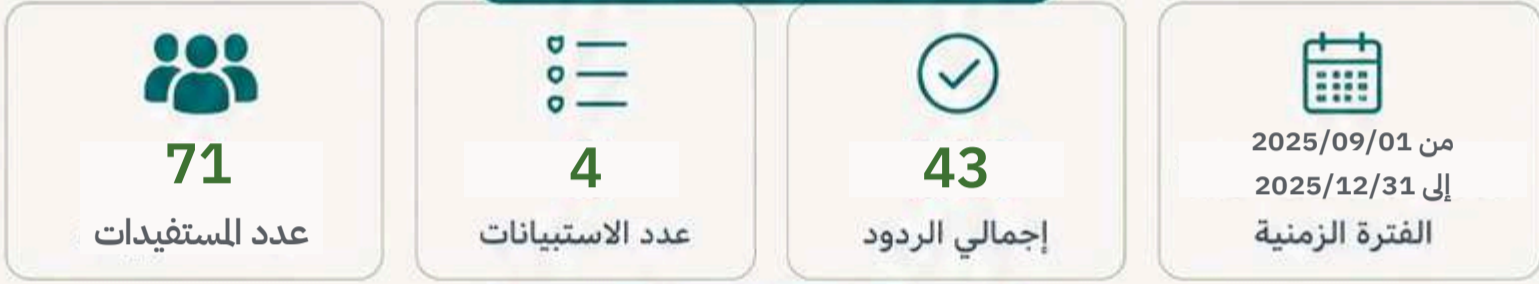 من 2025/09/01
إلى 2025/12/31
الفترة الزمنية
43
إجمالي الردود
4
عدد الاستبيانات
71
عدد المستفيدات